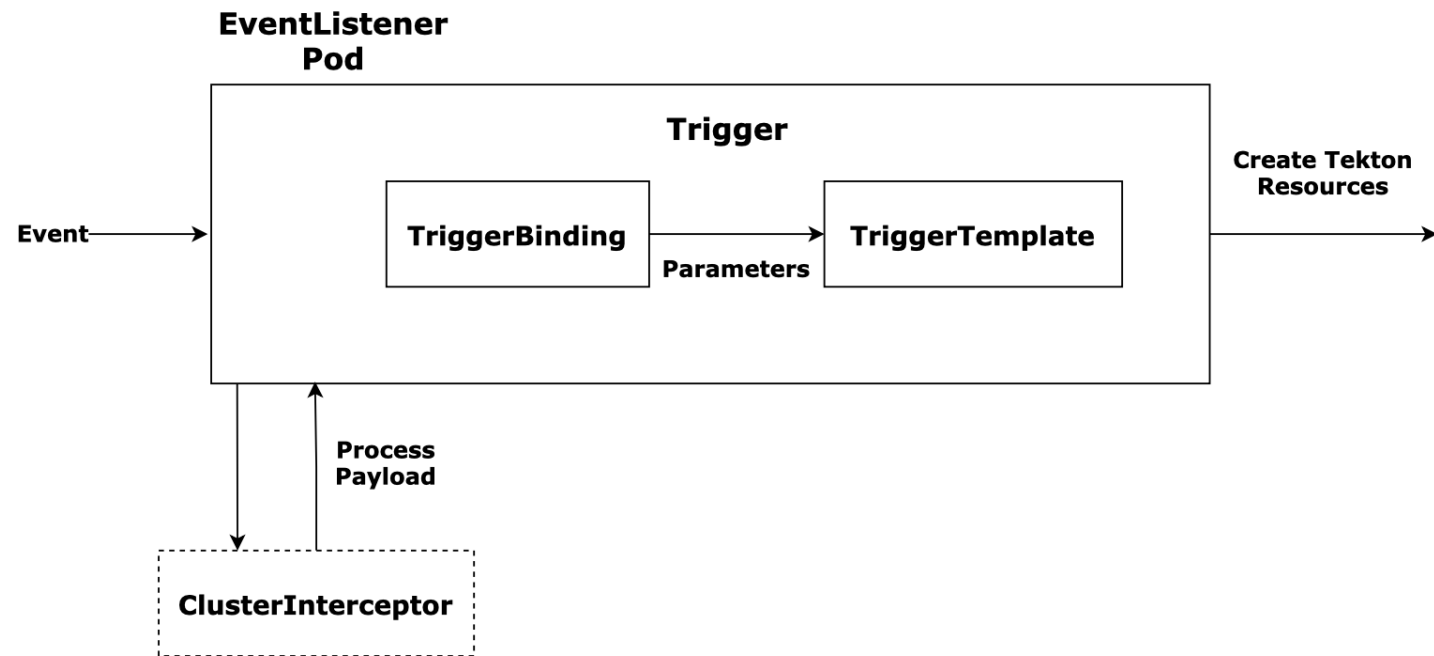 EventListener
Pod
Trigger
Create Tekton
Resources
Event
TriggerBinding
Parameters
TriggerTemplate
Process
Payload
ClusterInterceptor